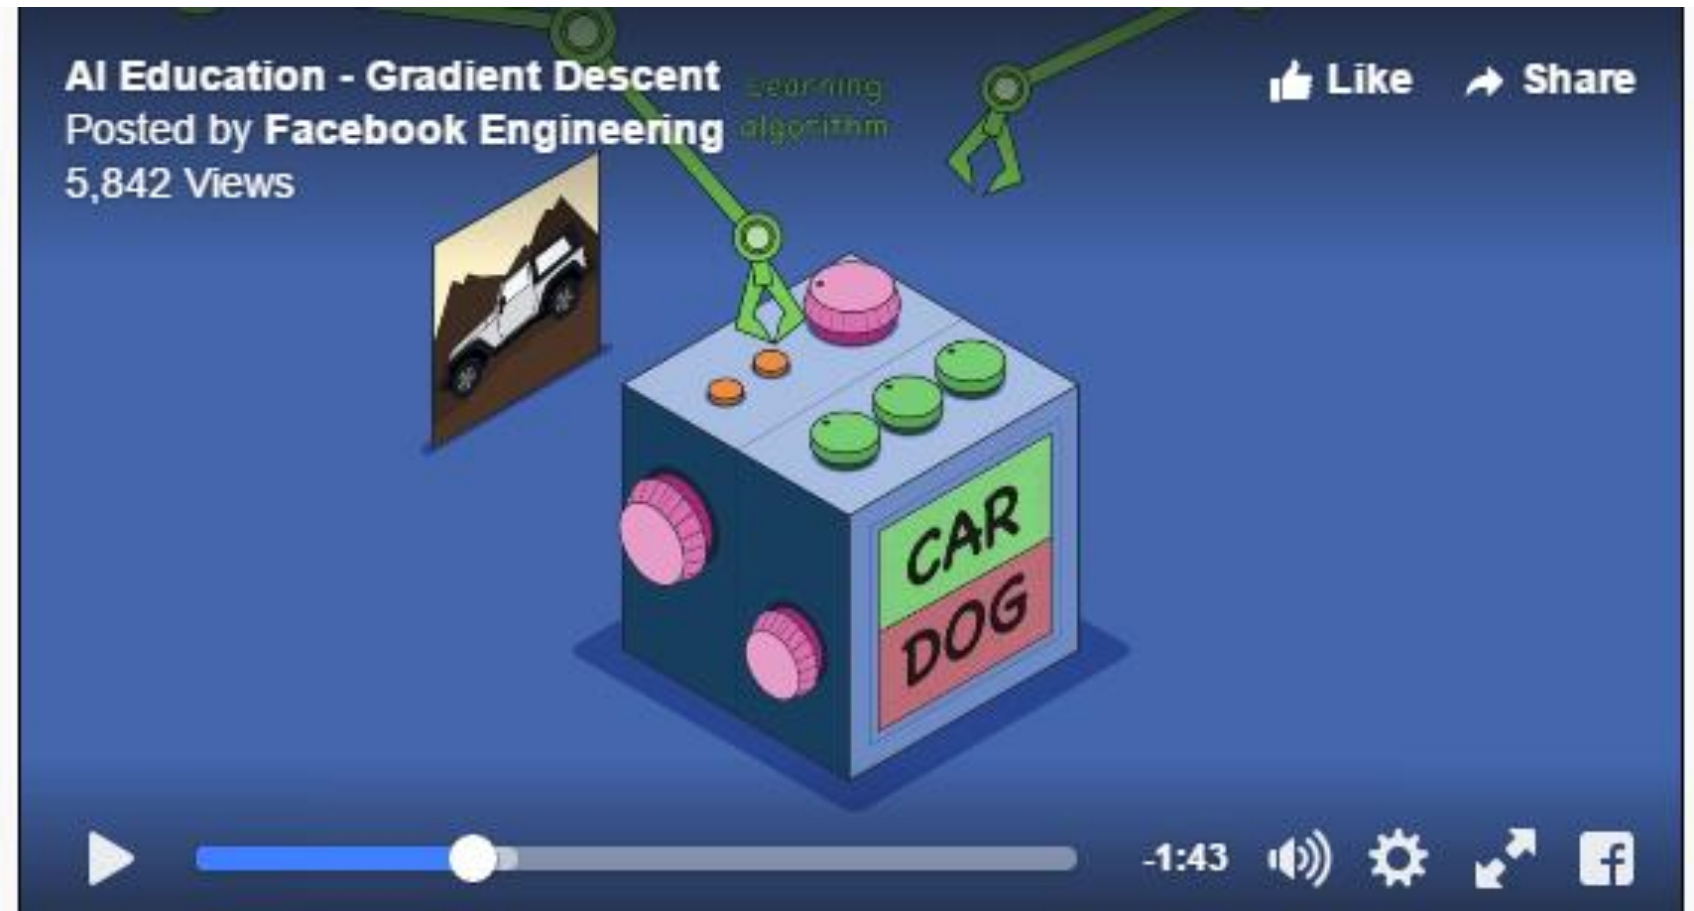 AI Education - Gradient Descent
Posted by Facebook Engineering
5,842 Views
Learning
algorithm
Like
Share
CAR
DOG
-1:43